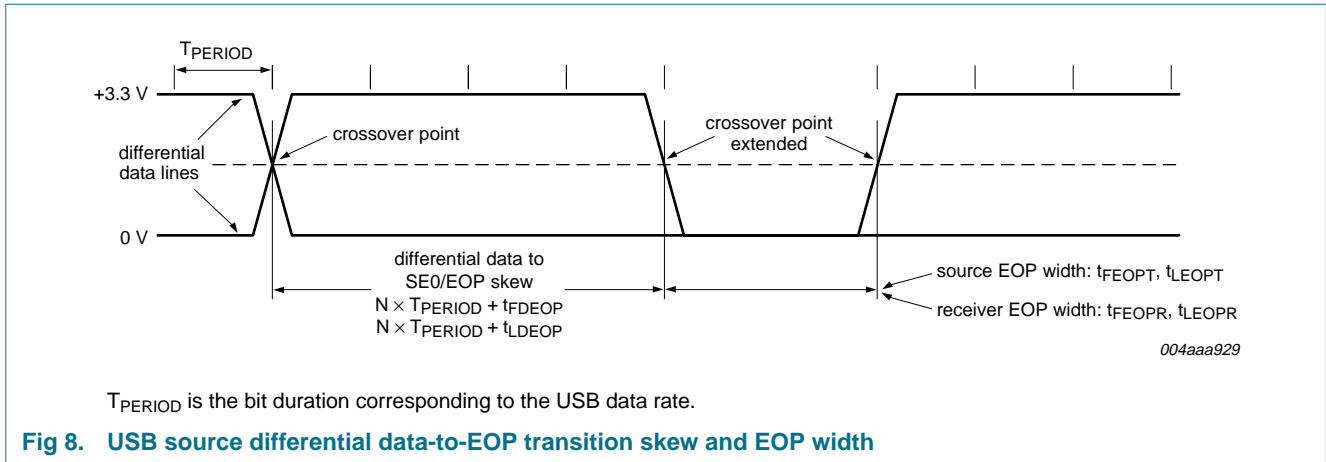 TPERIOD
+3.3 V
crossover point
crossover point
extended
differential
data lines
0 V
differential data to
SE0/EOP skew
N × TPERIOD + tFDEOP
N × TPERIOD + tLDEOP
source EOP width: tFEOPT, tLEOPT
receiver EOP width: tFEOPR, tLEOPR
004aaa929
TPERIOD is the bit duration corresponding to the USB data rate.
Fig 8. USB source differential data-to-EOP transition skew and EOP width